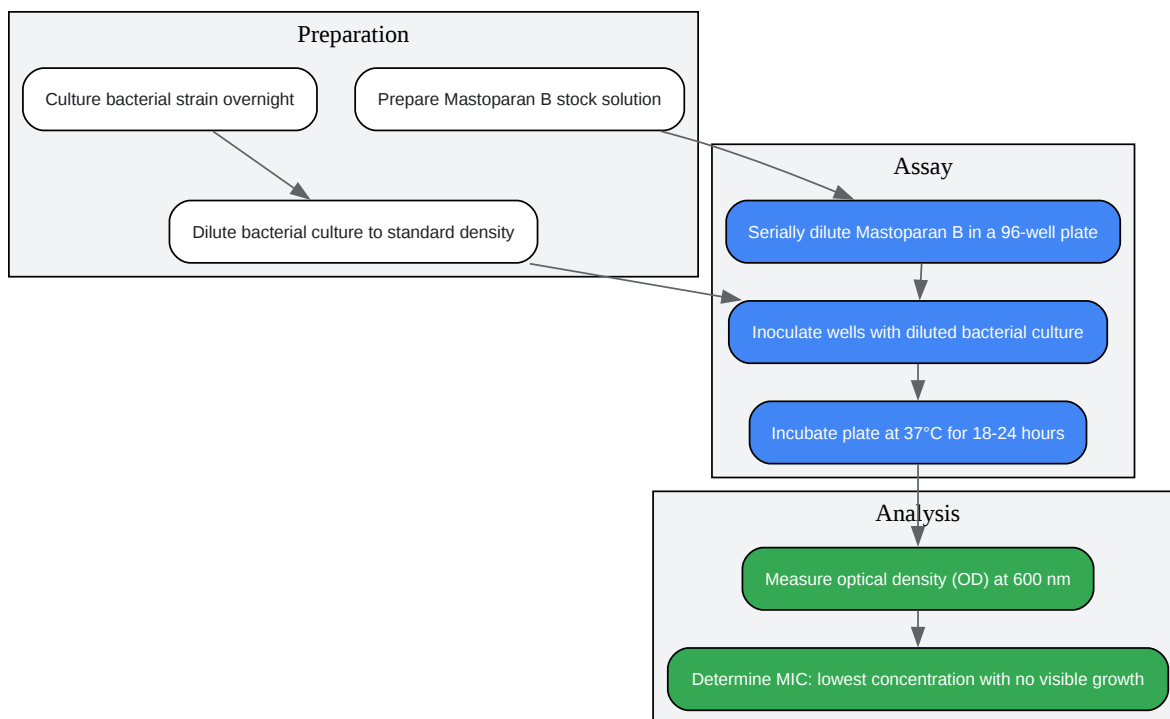 Preparation
Culture bacterial strain overnight
Prepare Mastoparan B stock solution
Dilute bacterial culture to standard density
Assay
Serially dilute Mastoparan B in a 96-well plate
Inoculate wells with diluted bacterial culture
Incubate plate at 37°C for 18-24 hours
Analysis
Measure optical density (OD) at 600 nm
Determine MIC: lowest concentration with no visible growth